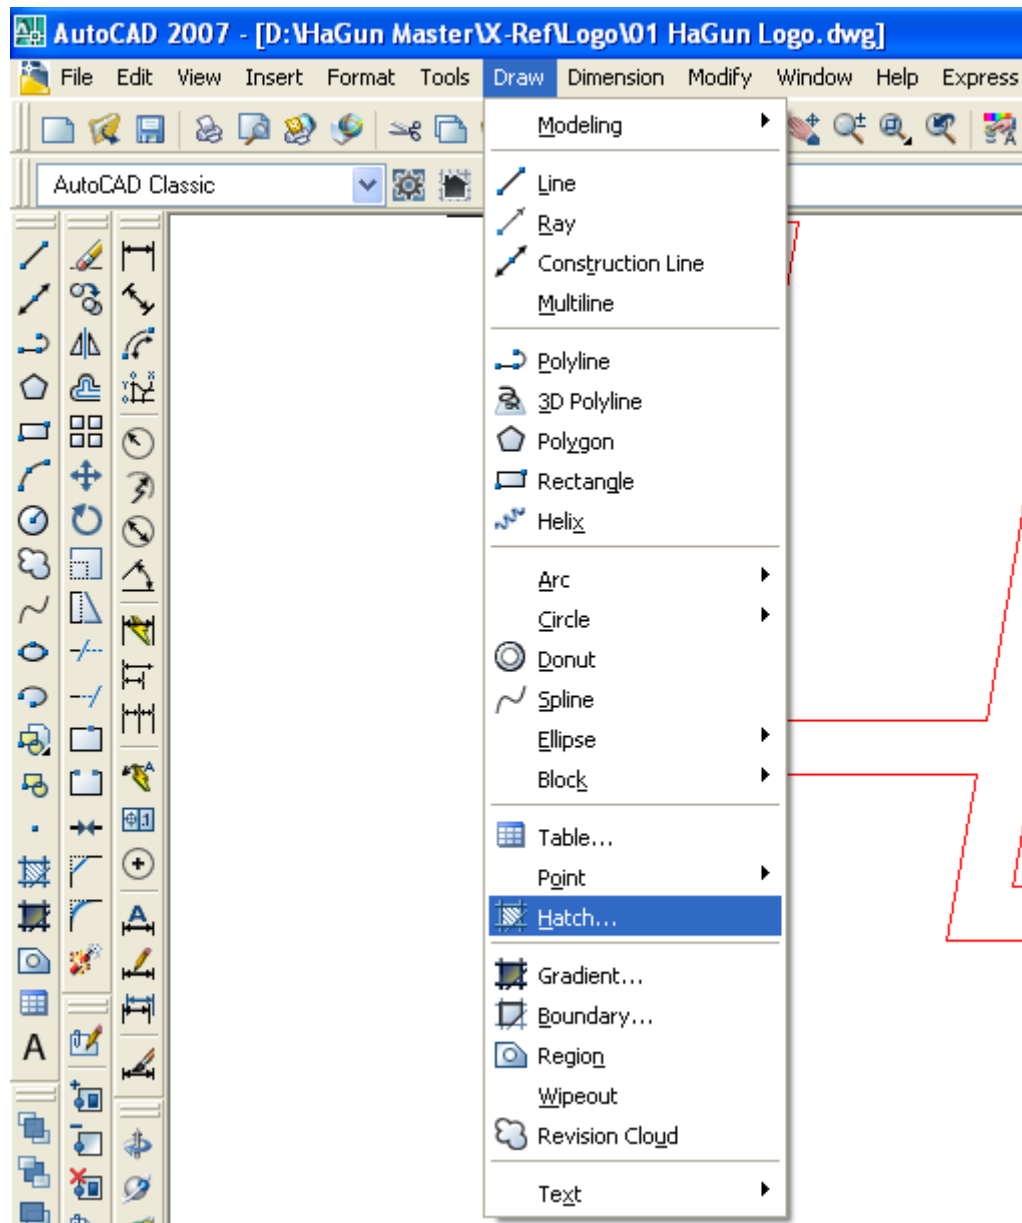 AutoCAD 2007 - [D:\HaGun Master\X-Ref\Logo\01 HaGun Logo.dwg]
File Edit View Insert Format Tools Draw Dimension Modify Window Help Express
AutoCAD Classic
Modeling
Line
Ray
Construction Line
Multiline
Polyline
3D Polyline
Polygon
Rectangle
Helix
Arc
Circle
Donut
Spline
Ellipse
Block
Table...
Point
Hatch...
Gradient...
Boundary...
Region
Wipeout
Revision Cloud
Text